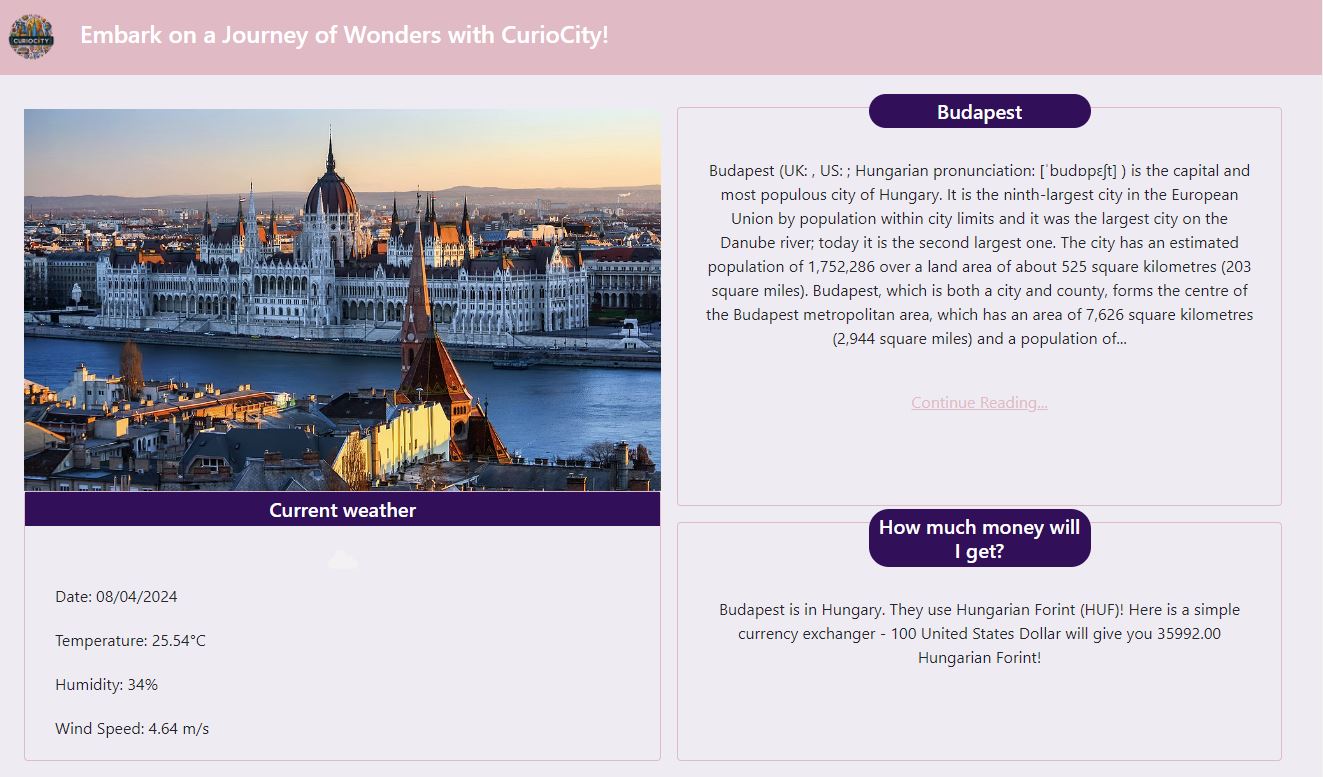 CURIOCITY
Embark on a Journey of Wonders with CurioCity!
Current weather
Date: 08/04/2024
Temperature: 25.54°C
Humidity: 34%
Wind Speed: 4.64 m/s
Budapest
Budapest (UK: , US: ; Hungarian pronunciation: [ˈbudɒpɛʃt] ) is the capital and
most populous city of Hungary. It is the ninth-largest city in the European
Union by population within city limits and it was the largest city on the
Danube river; today it is the second largest one. The city has an estimated
population of 1,752,286 over a land area of about 525 square kilometres (203
square miles). Budapest, which is both a city and county, forms the centre of
the Budapest metropolitan area, which has an area of 7,626 square kilometres
(2,944 square miles) and a population of...
Continue Reading...
How much money will
I get?
Budapest is in Hungary. They use Hungarian Forint (HUF)! Here is a simple
currency exchanger - 100 United States Dollar will give you 35992.00
Hungarian Forint!